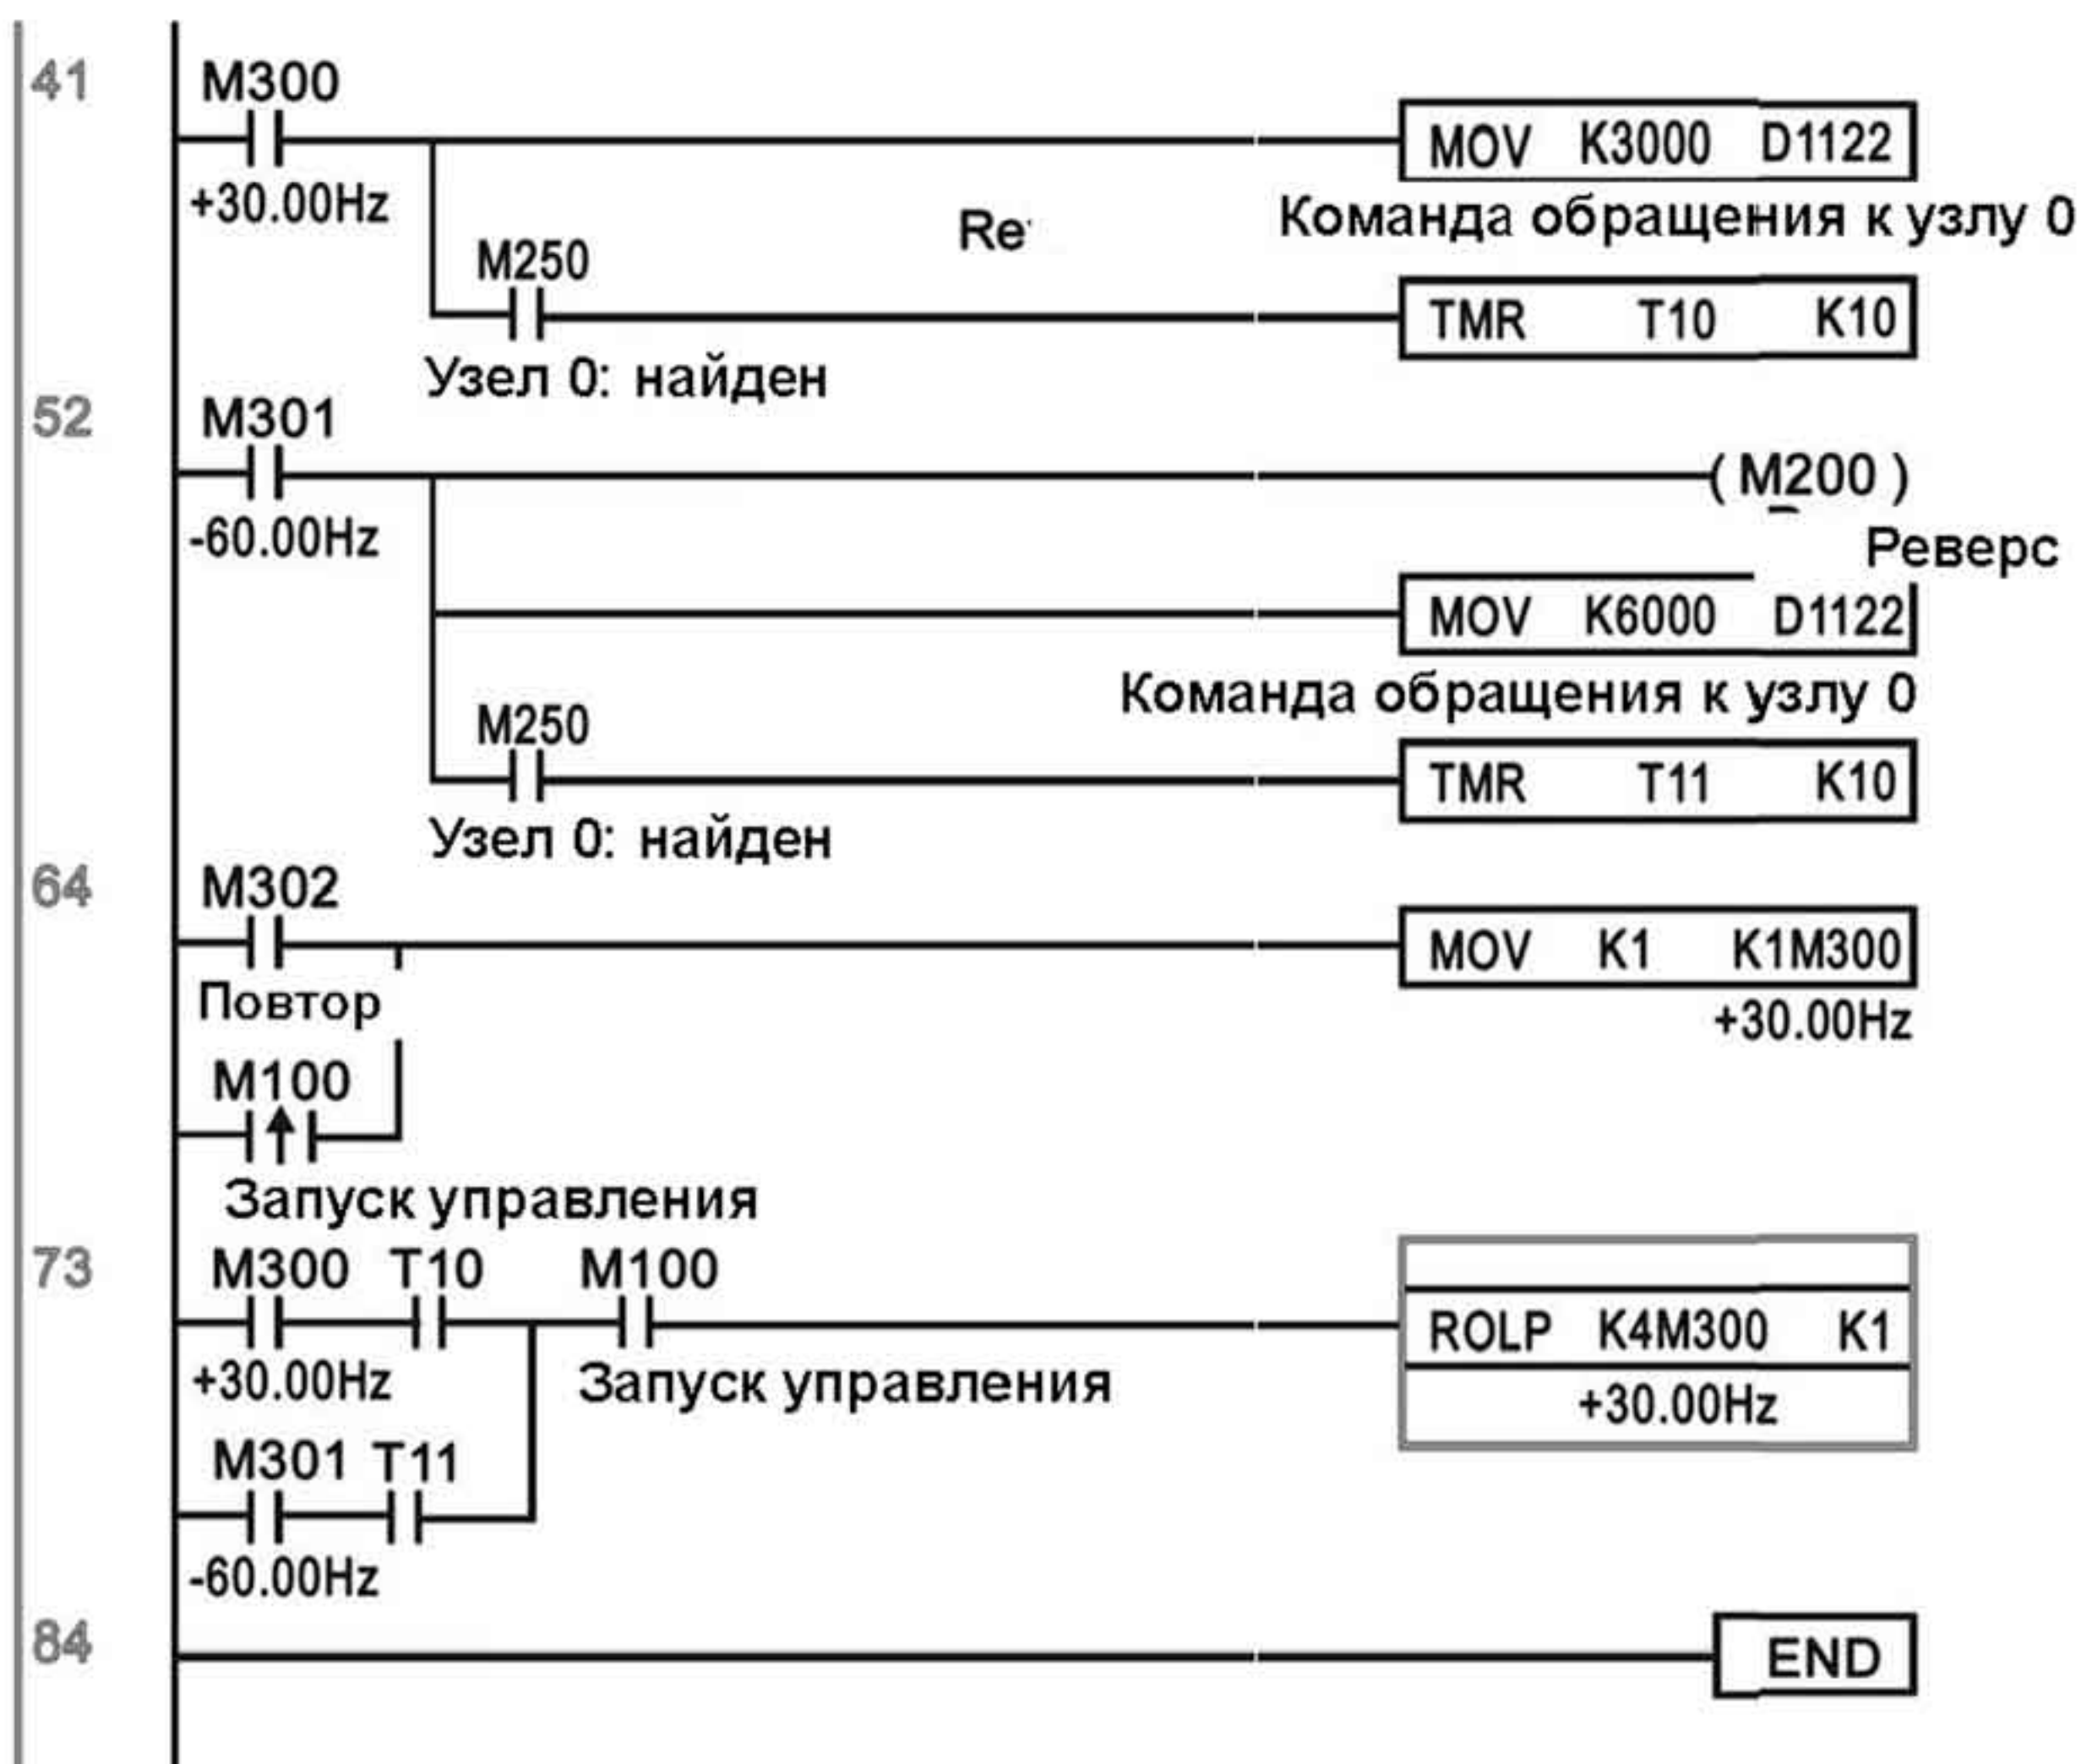 41
M300
MOV K3000 D1122
+30.00Hz
Re
Команда обращения к узлу 0
M250
TMR T10 K10
Узел 0: найден
52
M301
( M200 )
-60.00Hz
Реверс
MOV K6000 D1122
Команда обращения к узлу 0
M250
TMR T11 K10
Узел 0: найден
64
M302
MOV K1 K1M300
Повтор
+30.00Hz
M100
Запуск управления
73
M300 T10 M100
ROLP K4M300 K1
+30.00Hz
Запуск управления
+30.00Hz
M301 T11
-60.00Hz
84
END